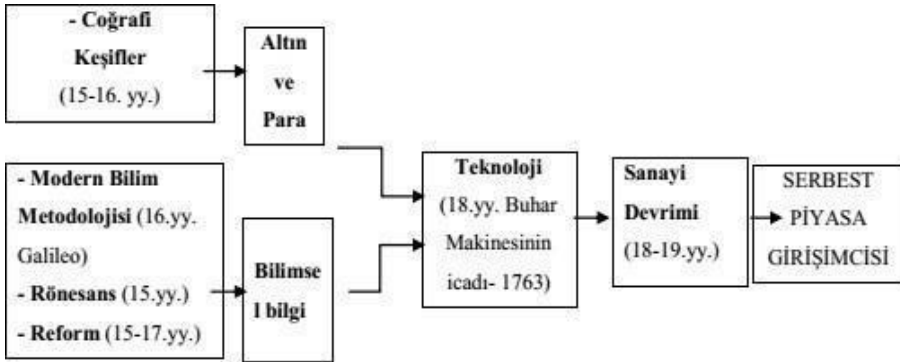 - Coğrafi
Keşifler
(15-16. yy.)
Altın
ve
Para
- Modern Bilim
Metodolojisi (16.yy.
Galileo)
- Rönesans (15.yy.)
- Reform (15-17.yy.)
Bilimse
l bilgi
Teknoloji
(18.yy. Buhar
Makinesinin
icadı- 1763)
Sanayi
Devrimi
(18-19.yy.)
SERBEST
PİYASA
GİRİŞİMCİSİ